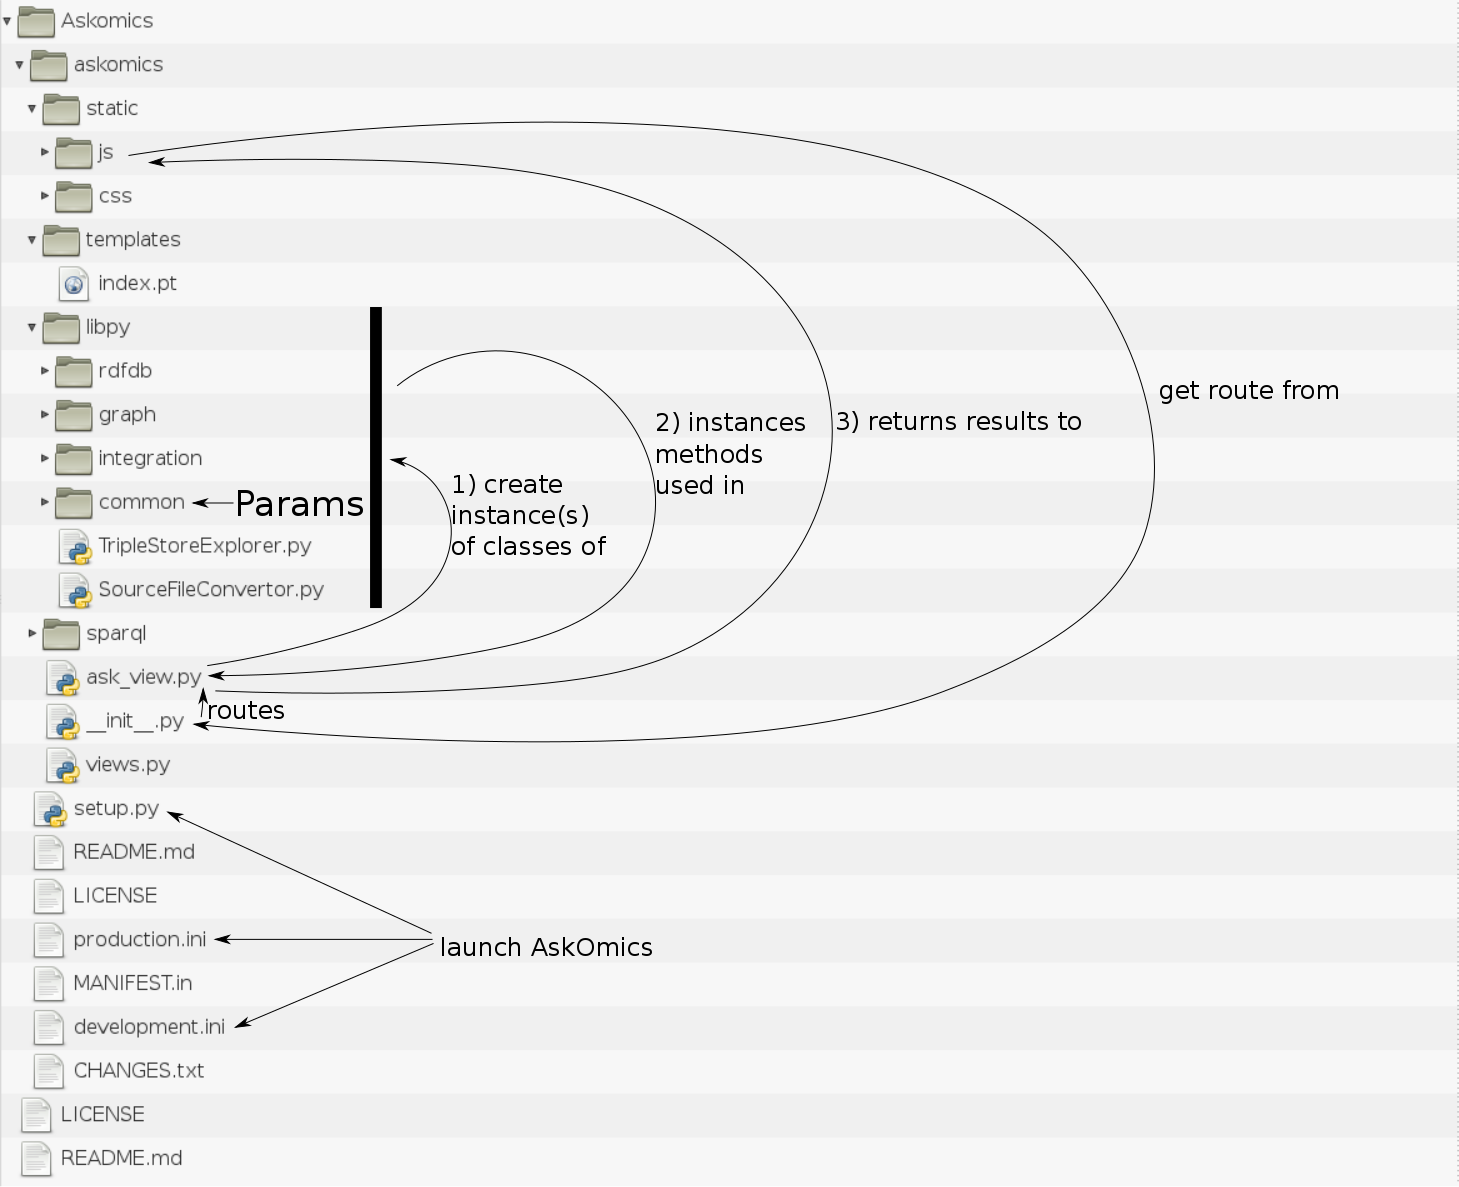 Askomics
askomics
static
js
css
templates
index.pt
libpy
rdfdb
graph
integration
common
Params
TripleStoreExplorer.py
SourceFileConvertor.py
sparql
ask_view.py
routes
__init__.py
views.py
setup.py
README.md
LICENSE
production.ini
MANIFEST.in
development.ini
CHANGES.txt
LICENSE
README.md
1) create
instance(s)
of classes of
2) instances
methods
used in
3) returns results to
get route from
launch AskOmics